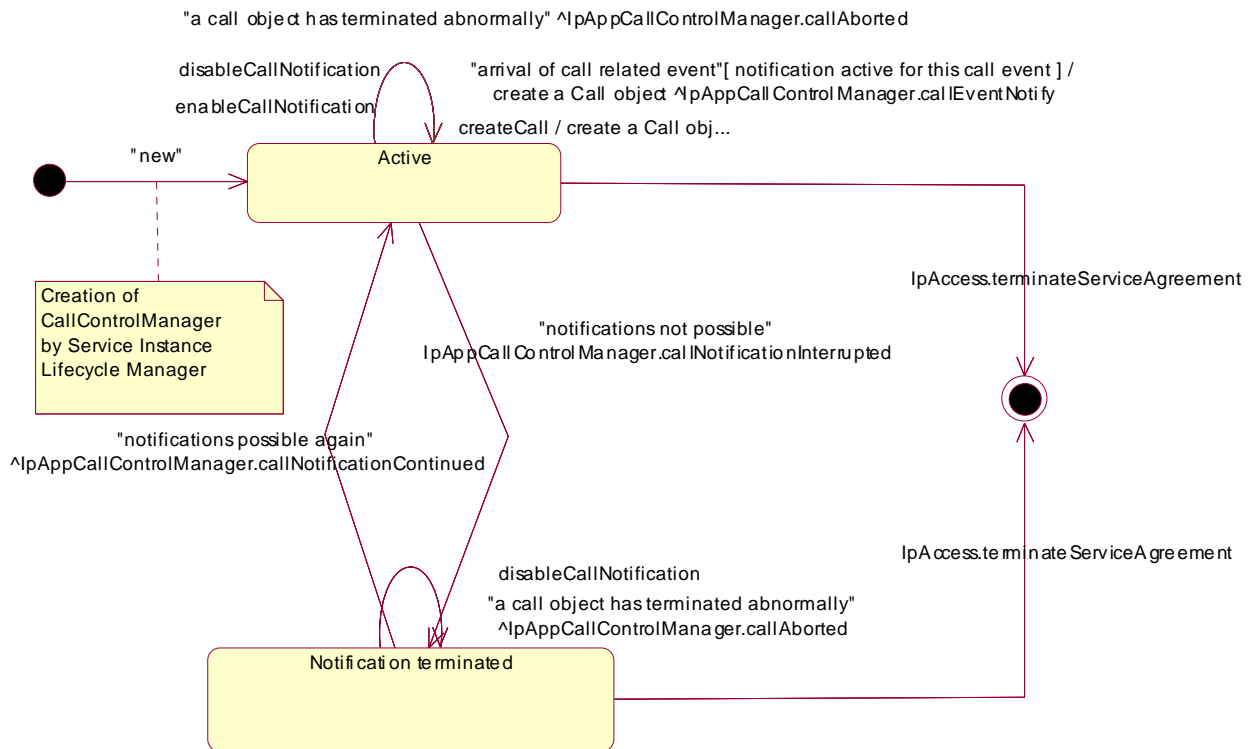 "a call object has terminated abnormally" ^IpAppCallControlManager.callAborted
disableCallNotification
"arrival of call related event"[ notification active for this call event ] /
create a Call object ^IpAppCallControlManager.callEventNotify
enableCallNotification
createCall / create a Call obj...
"new"
Active
IpAccess.terminateServiceAgreement
Creation of
CallControlManager
by Service Instance
Lifecycle Manager
"notifications not possible"
IpAppCallControlManager.callNotificationInterrupted
"notifications possible again"
^IpAppCallControlManager.callNotificationContinued
IpAccess.terminateServiceAgreement
disableCallNotification
"a call object has terminated abnormally"
^IpAppCallControlManager.callAborted
Notification terminated